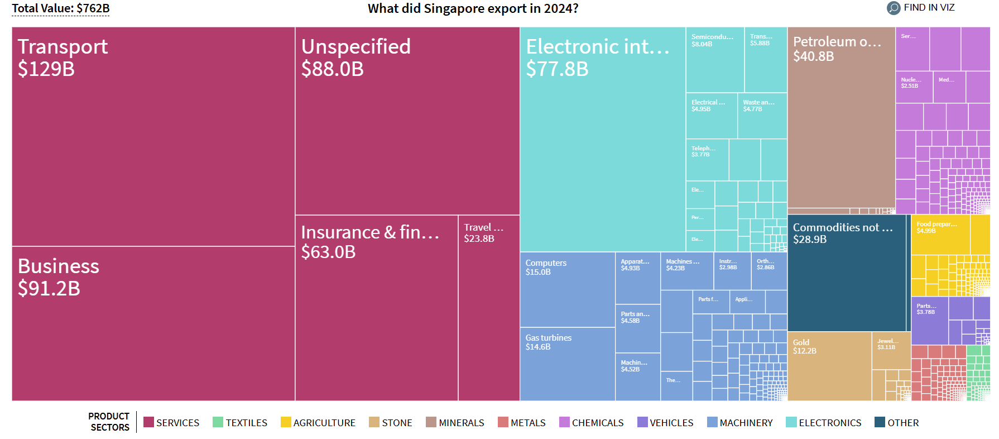 Total Value: $762B
What did Singapore export in 2024?
FIND IN VIZ
Transport
$129B
Business
$91.2B
Unspecified
$88.0B
Insurance & fin...
$63.0B
Travel ...
$23.8B
Electronic int...
$77.8B
Semicondu...
$8.04B
Trans...
$5.88B
Electrical ...
$4.95B
Waste an...
$4.77B
Teleph...
$3.77B
Ele...
Par...
Ele...
Computers
$15.0B
Gas turbines
$14.6B
Apparat...
$4.93B
Parts an...
$4.58B
Machin...
$4.52B
Machines ...
$4.23B
Instr...
$2.98B
Orth...
$2.86B
Parts f...
Appli...
The...
Petroleum o...
$40.8B
Ser...
Nucle...
$2.51B
Med...
Commodities not ...
$28.9B
Gold
$12.2B
Jewel...
$3.11B
Food prepar...
$4.99B
Parts...
$3.78B
PRODUCT
SECTORS
SERVICES
TEXTILES
AGRICULTURE
STONE
MINERALS
METALS
CHEMICALS
VEHICLES
MACHINERY
ELECTRONICS
OTHER